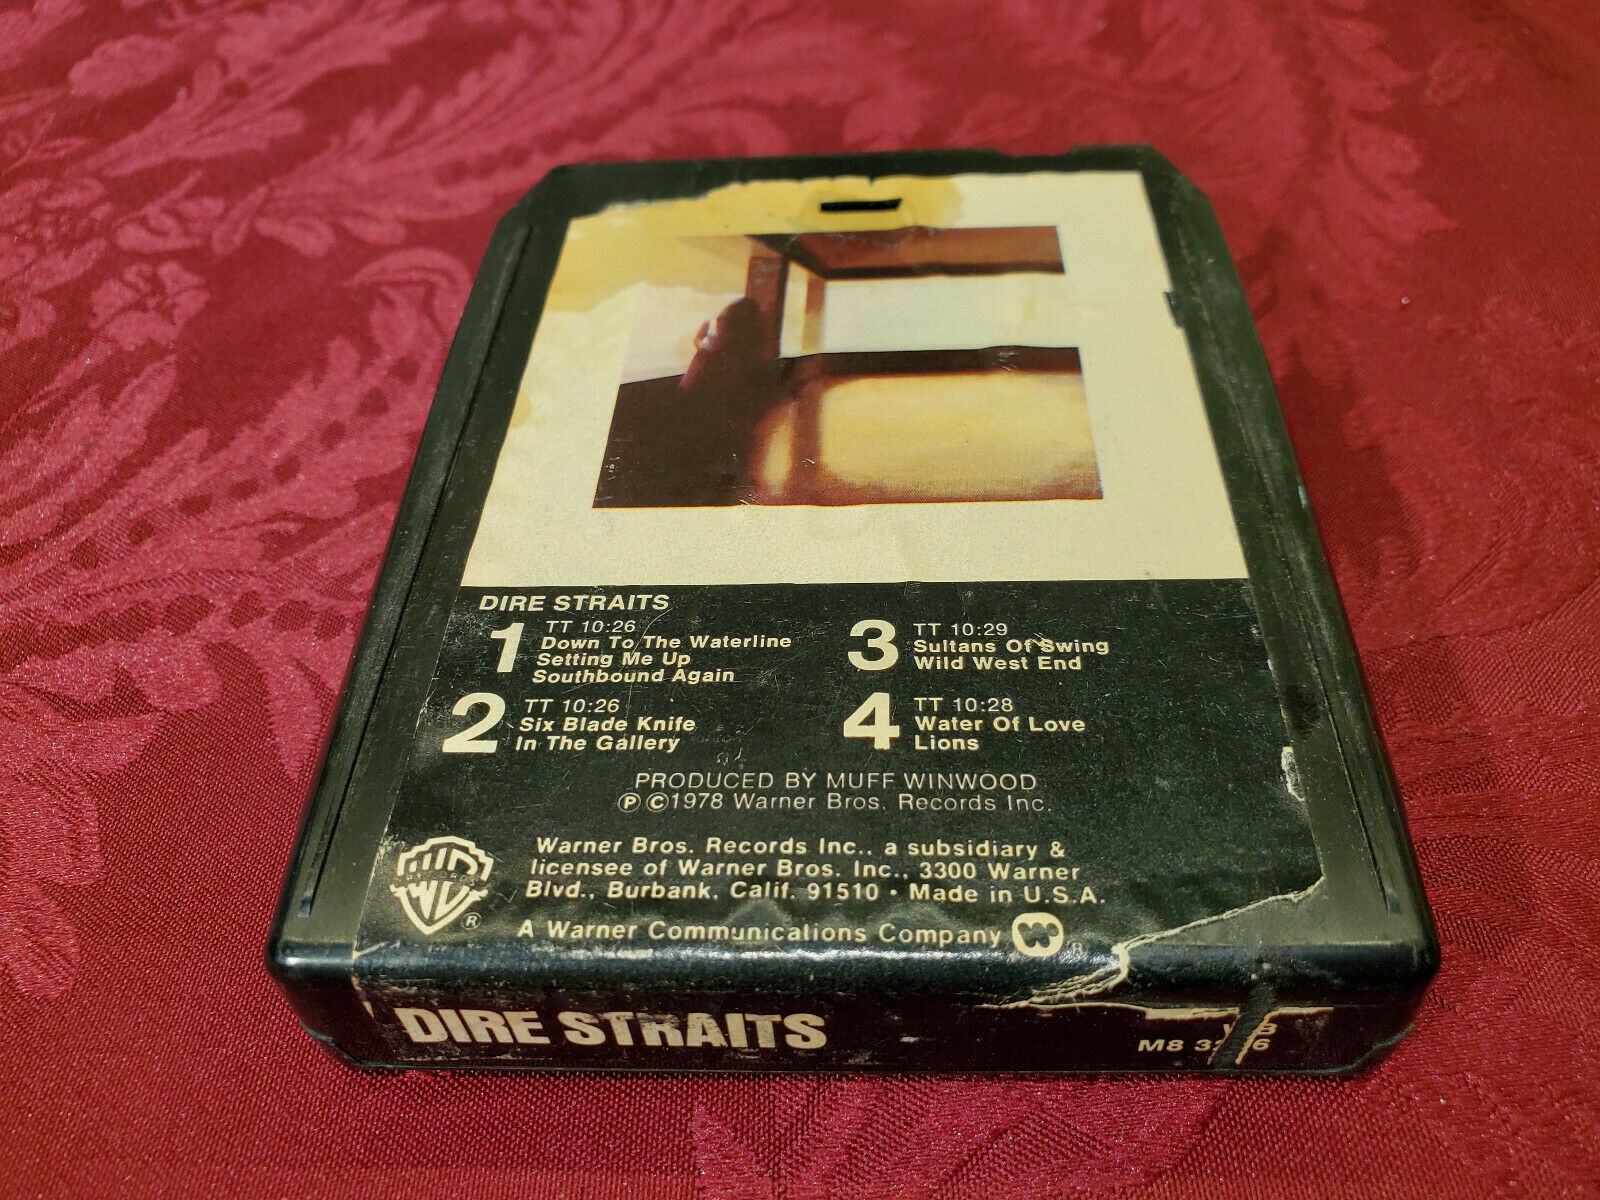 DIRE STRAITS
1 TT 10:26
Down To The Waterline
Setting Me Up
Southbound Again
2 TT 10:26
Six Blade Knife
In The Gallery
3 TT 10:29
Sultans Of Swing
Wild West End
4 TT 10:28
Water Of Love
Lions
PRODUCED BY MUFF WINWOOD
Ⓟ ©1978 Warner Bros. Records Inc.
Warner Bros. Records Inc., a subsidiary &
licensee of Warner Bros. Inc., 3300 Warner
Blvd., Burbank, Calif. 91510 • Made in U.S.A.
A Warner Communications Company
®
®
DIRE STRAITS
M8